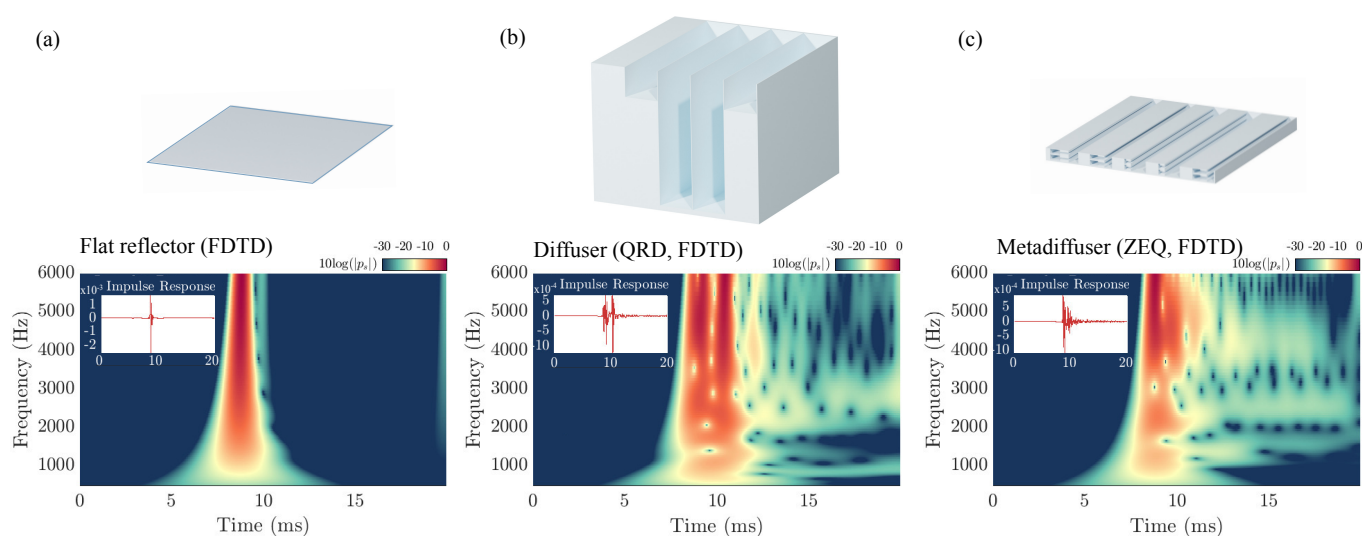 (a)
(b)
(c)
Flat reflector (FDTD)
-30 -20 -10 0
10log(|pₛ|)
6000
5000
4000
3000
2000
1000
Frequency (Hz)
x10⁻³ Impulse Response
1
0
-1
-2
0 10 20
0 5 10 15
Time (ms)
Diffuser (QRD, FDTD)
-30 -20 -10 0
10log(|pₛ|)
6000
5000
4000
3000
2000
1000
Frequency (Hz)
x10⁻⁴ Impulse Response
5
0
-5
-10
0 10 20
0 5 10 15
Time (ms)
Metadiffuser (ZEQ, FDTD)
-30 -20 -10 0
10log(|pₛ|)
6000
5000
4000
3000
2000
1000
Frequency (Hz)
x10⁻⁴ Impulse Response
5
0
-5
-10
0 10 20
0 5 10 15
Time (ms)